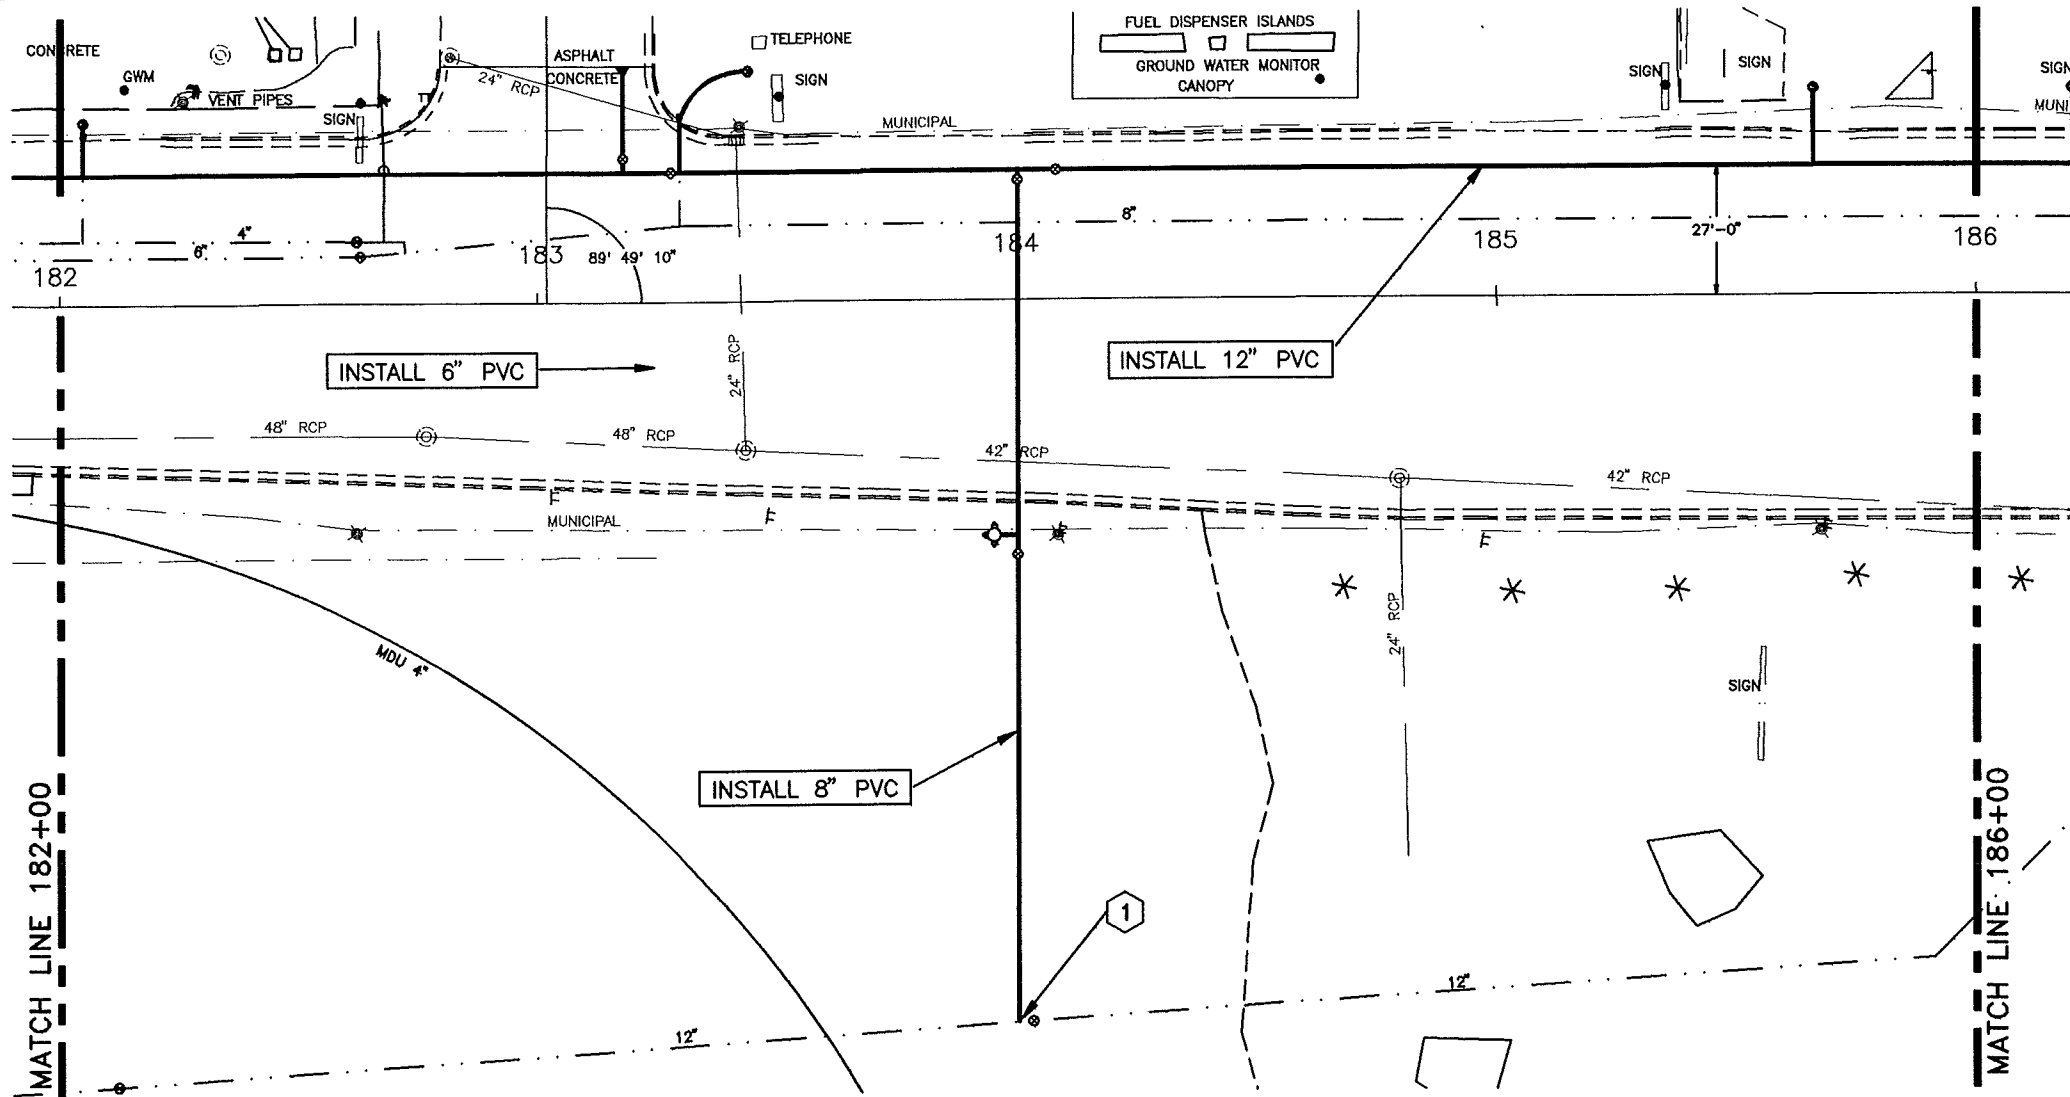 FUEL DISPENSER ISLANDS
GROUND WATER MONITOR
CANOPY
CONCRETE
GWM
VENT PIPES
SIGN
24" RCP
ASPHALT
CONCRETE
TELEPHONE
SIGN
MUNICIPAL
SIGN
SIGN
SIGN
MUNI
4"
6"
8"
27'-0"
182
183
89' 49' 10"
184
185
186
INSTALL 6" PVC
24" RCP
INSTALL 12" PVC
48" RCP
48" RCP
42" RCP
42" RCP
MUNICIPAL
MDU 4"
24" RCP
SIGN
INSTALL 8" PVC
1
12"
12"
MATCH LINE 182+00
MATCH LINE 186+00